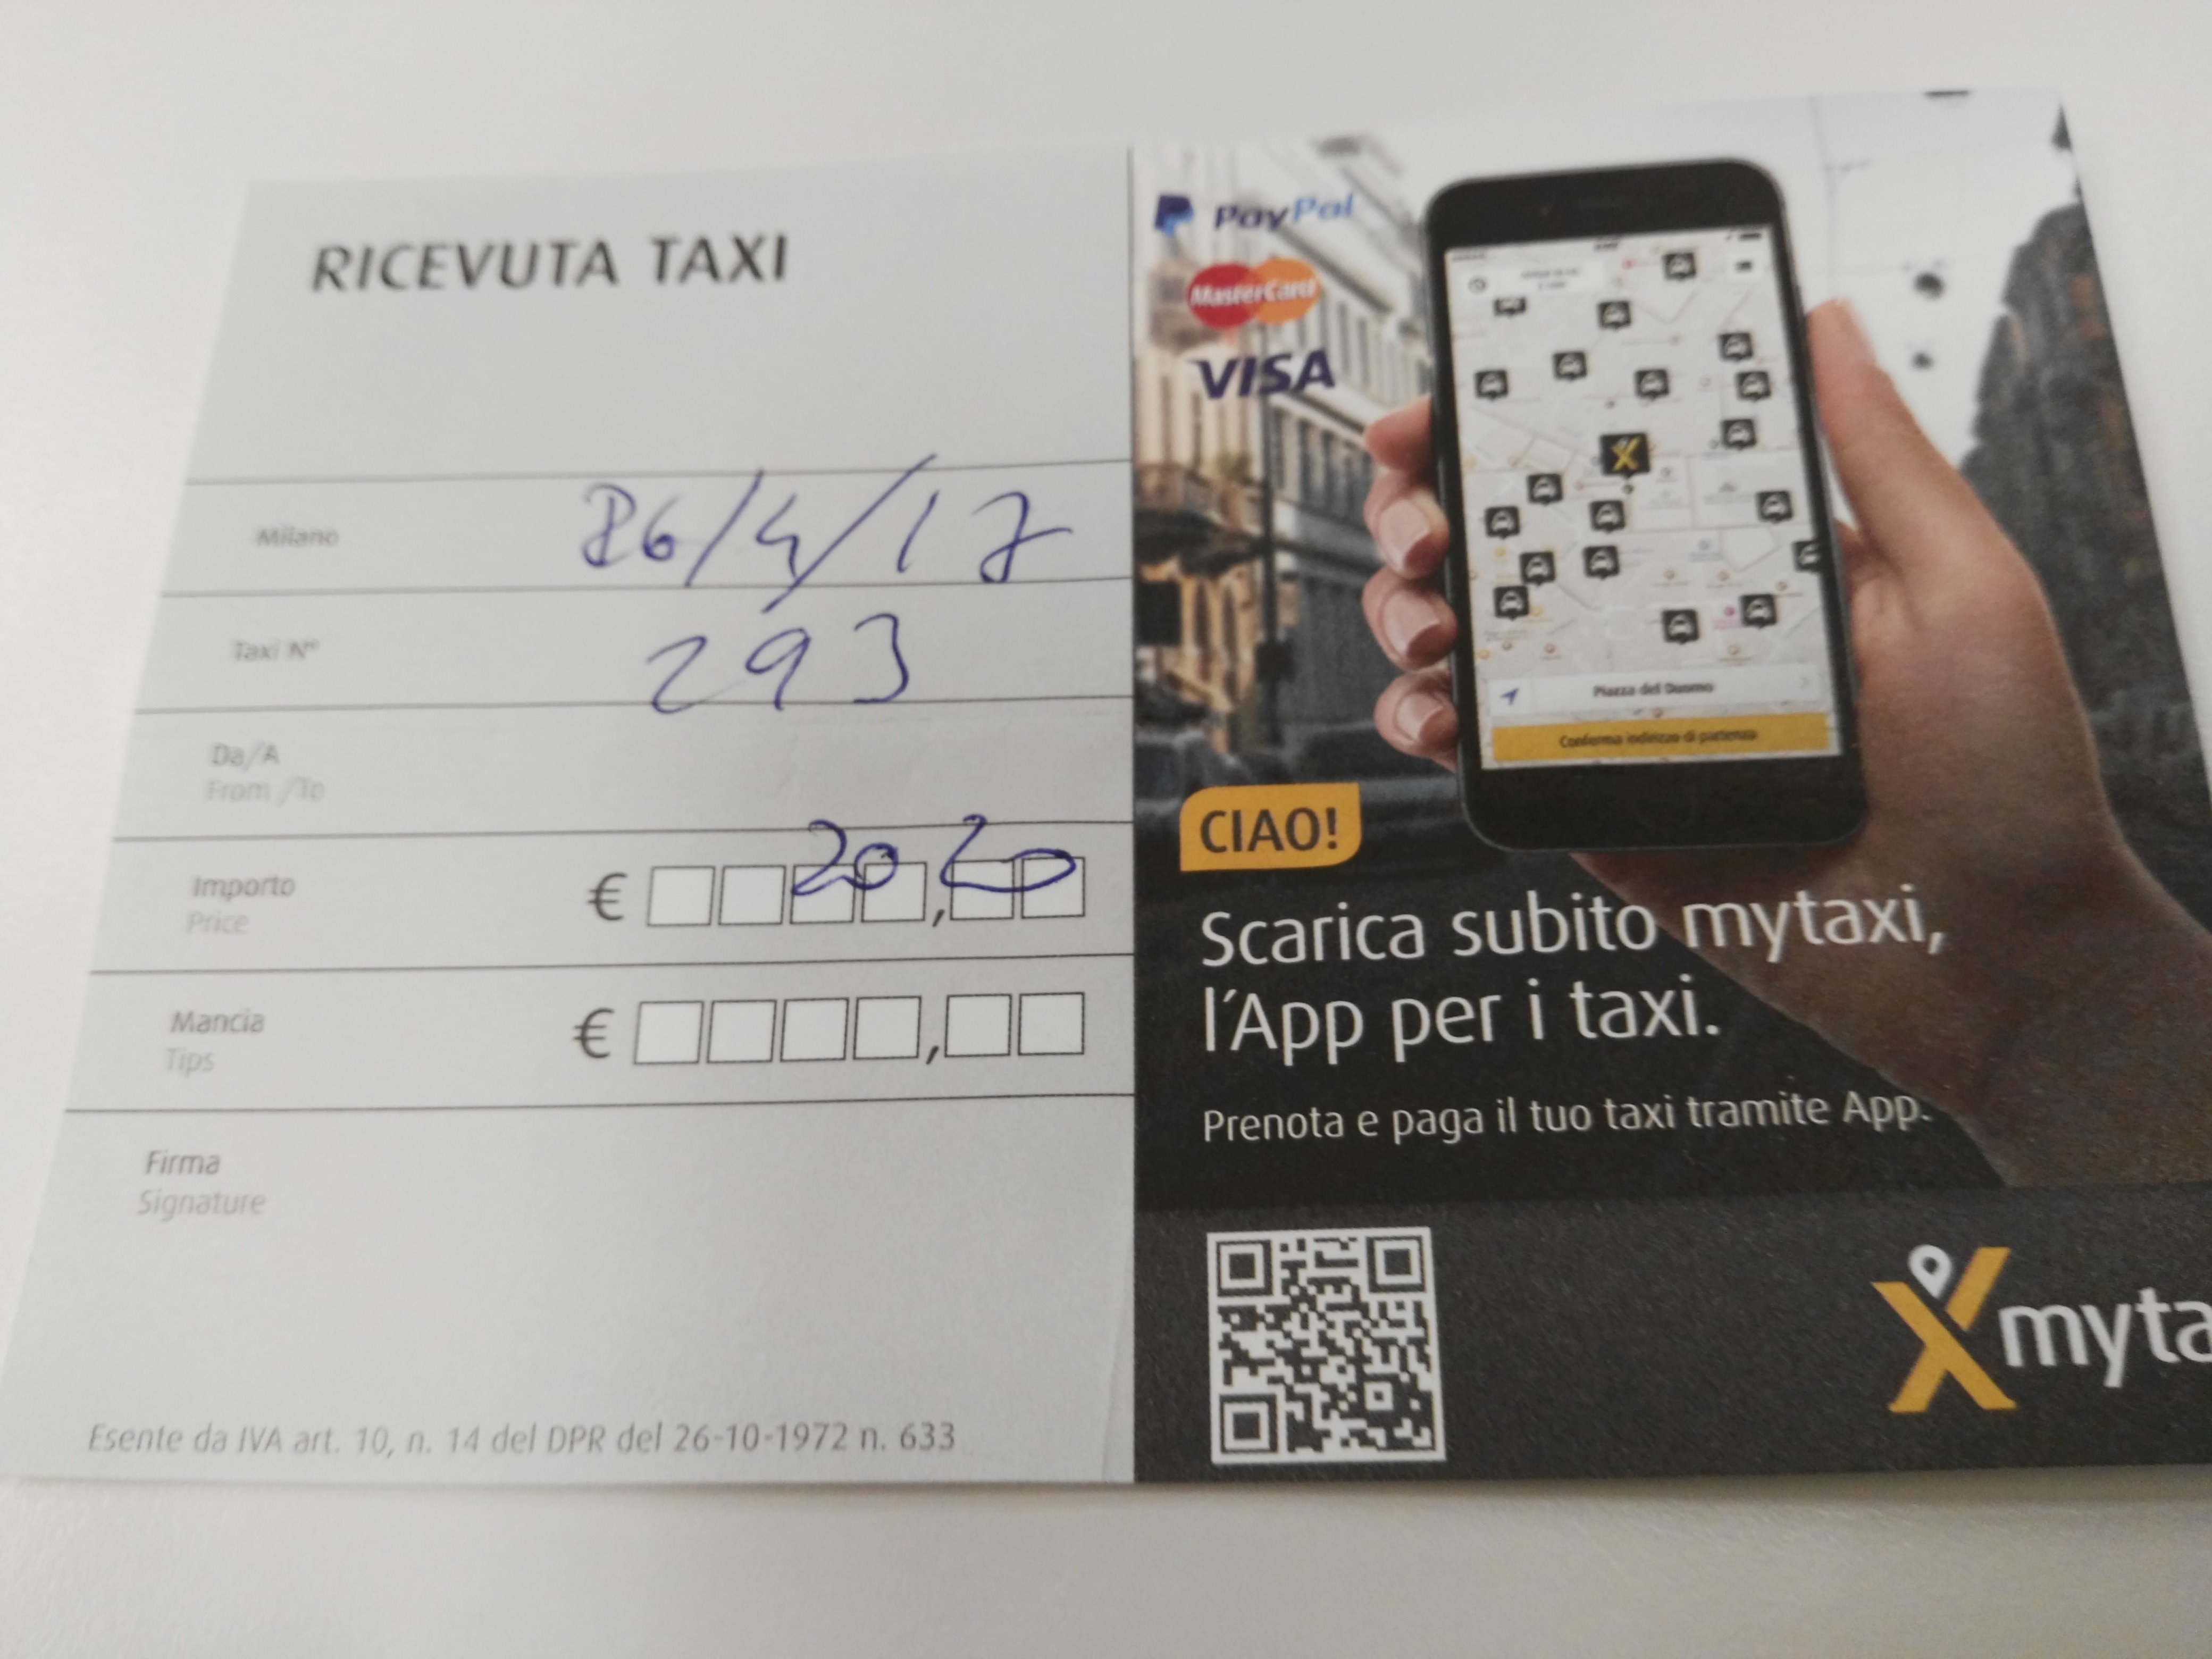 RICEVUTA TAXI
Milano 26/4/17
Taxi N° 293
Da/A
From /To
Importo
Price
€ 20,20
Mancia
Tips
€ ,
Firma
Signature
Esente da IVA art. 10, n. 14 del DPR del 26-10-1972 n. 633
PayPal
MasterCard
VISA
Piazza del Duomo
Conferma indirizzo di partenza
CIAO!
Scarica subito mytaxi,
l'App per i taxi.
Prenota e paga il tuo taxi tramite App.
myta